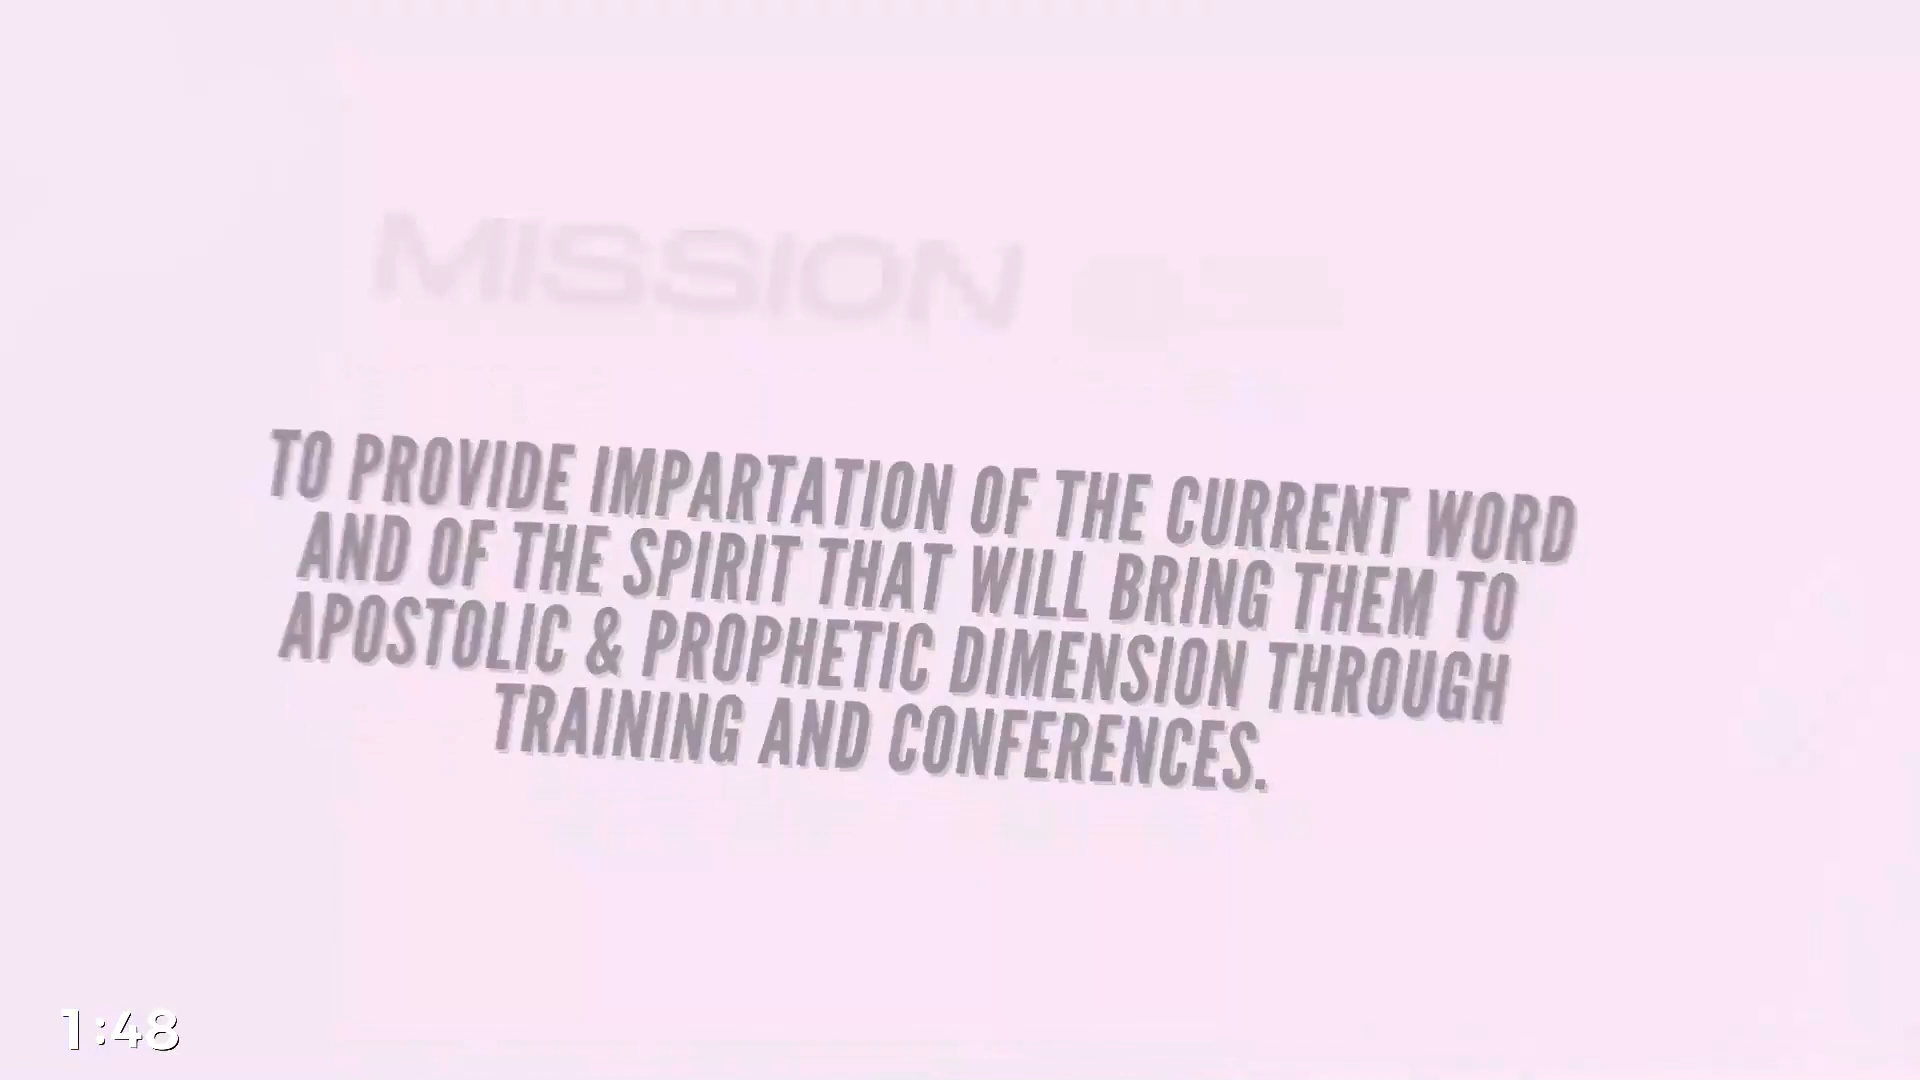 MISSION
TO PROVIDE IMPARTATION OF THE CURRENT WORD
AND OF THE SPIRIT THAT WILL BRING THEM TO
APOSTOLIC & PROPHETIC DIMENSION THROUGH
TRAINING AND CONFERENCES.
1:48